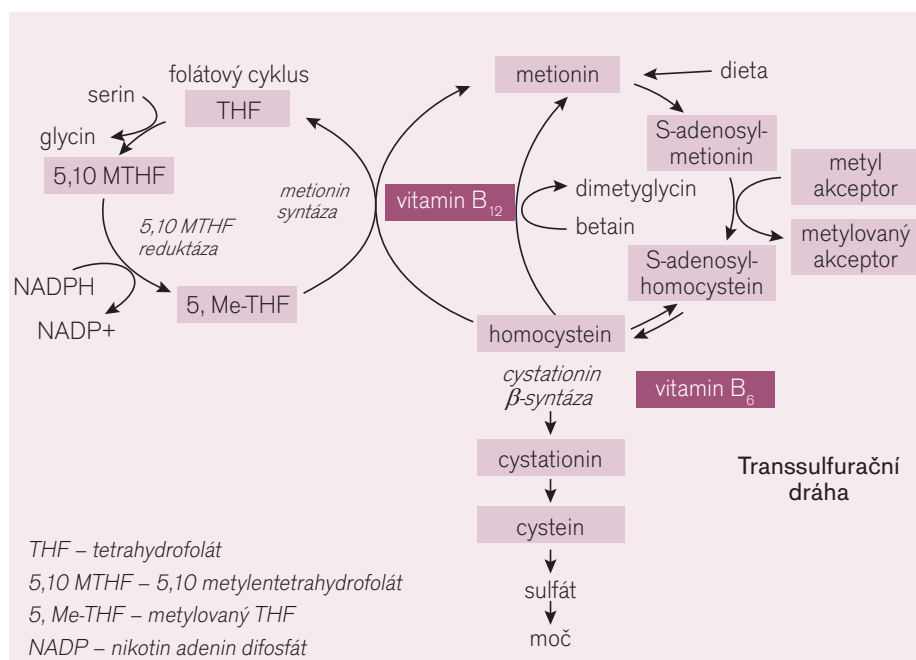 folátový cyklus
serin
THF
glycin
5,10 MTHF
5,10 MTHF
reduktáza
NADPH
NADP+
5, Me-THF
metionin
syntáza
vitamin B12
metionin
dieta
S-adenosyl-
metionin
metyl
akceptor
metylovaný
akceptor
dimetyglycin
betain
S-adenosyl-
homocystein
homocystein
cystationin
β-syntáza
vitamin B6
cystationin
Transsulfurační
dráha
cystein
sulfát
moč
THF – tetrahydrofolát
5,10 MTHF – 5,10 metylentetrahydrofolát
5, Me-THF – metylovaný THF
NADP – nikotin adenin difosfát